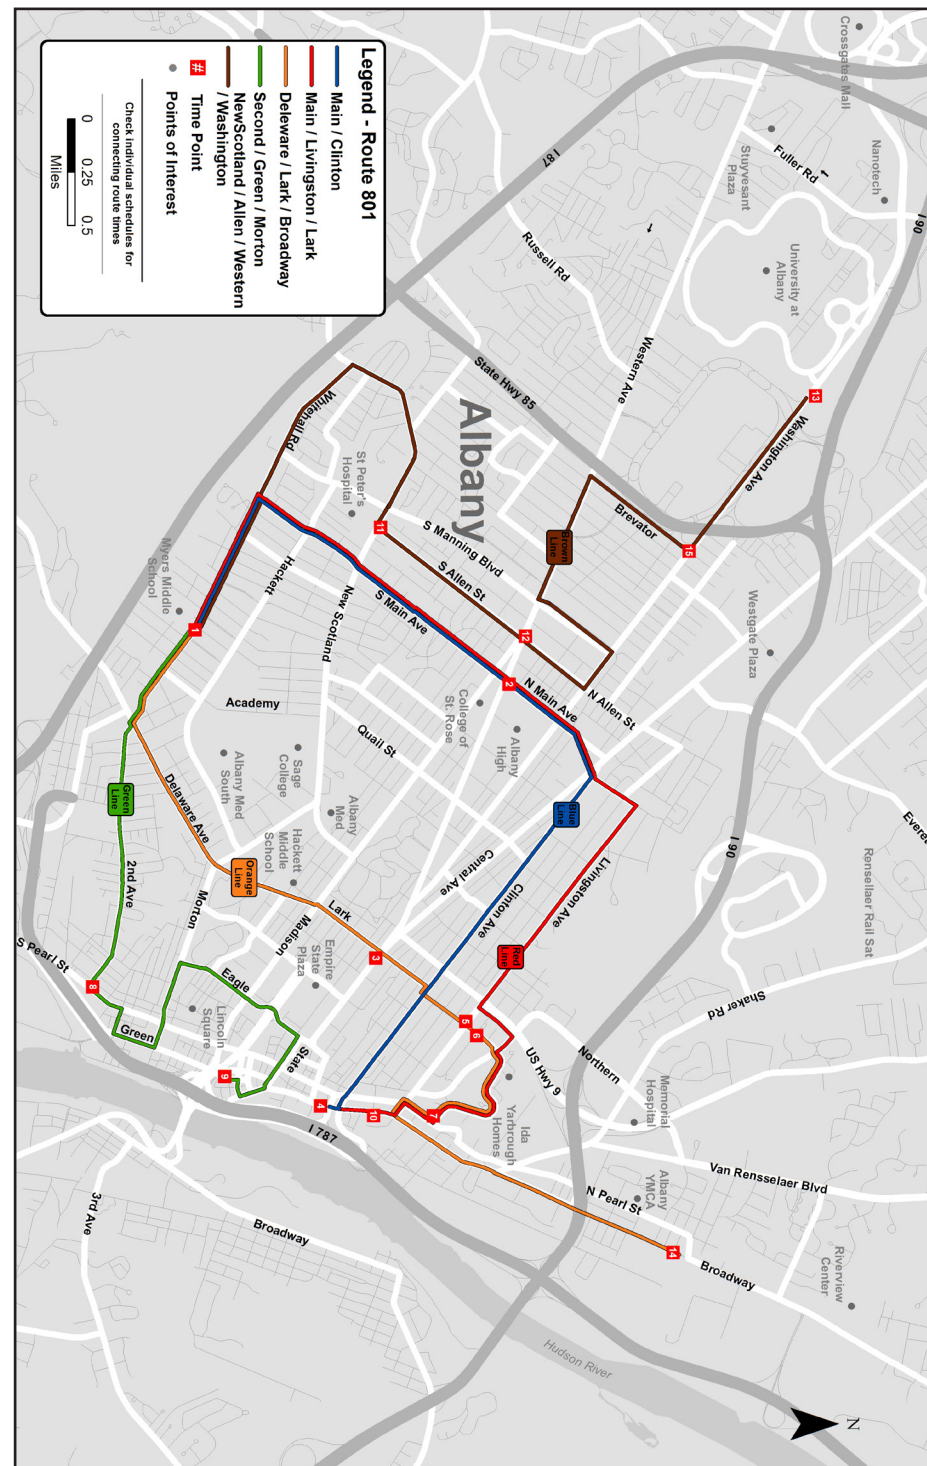 Legend - Route 801
Main / Clinton
Main / Livingston / Lark
Deleware / Lark / Broadway
Second / Green / Morton
NewScotland / Allen / Western
/ Washington
# Time Point
Points of Interest
Check individual schedules for
connecting route times
0 0.25 0.5
Miles
Crossgates Mall
Nanotech
Fuller Rd
Stuyvesant
Plaza
I 87
I 90
University at
Albany
Russell Rd
Western Ave
State Hwy 85
13
Washington Ave
Albany
Whitehall Rd
St Peter's
Hospital
11
S Manning Blvd
S Allen St
Brown
Line
Brevator
15
Westgate Plaza
Myers Middle
School
1
Hackett
New Scotland
S Main Ave
12
2
N Main Ave
N Allen St
College of
St. Rose
Albany
High
Academy
Quail St
Sage
College
Albany Med
South
Albany
Med
Hackett
Middle
School
Delaware Ave
Green
Line
Orange
Line
Blue
Line
Central Ave
Clinton Ave
Livingston Ave
Red
Line
I 90
Everet
Rensellaer Rail Sat
2nd Ave
Morton
Madison
Lark
Empire
State
Plaza
3
5
6
S Pearl St
8
Green
Eagle
Lincoln
Square
9
State
4
10
7
Ida
Yarbrough
Homes
US Hwy 9
Northern
Shaker Rd
Memorial
Hospital
Van Rensselaer Blvd
Albany
YMCA
N Pearl St
14
Broadway
Riverview
Center
I 787
3rd Ave
Broadway
Hudson River
N